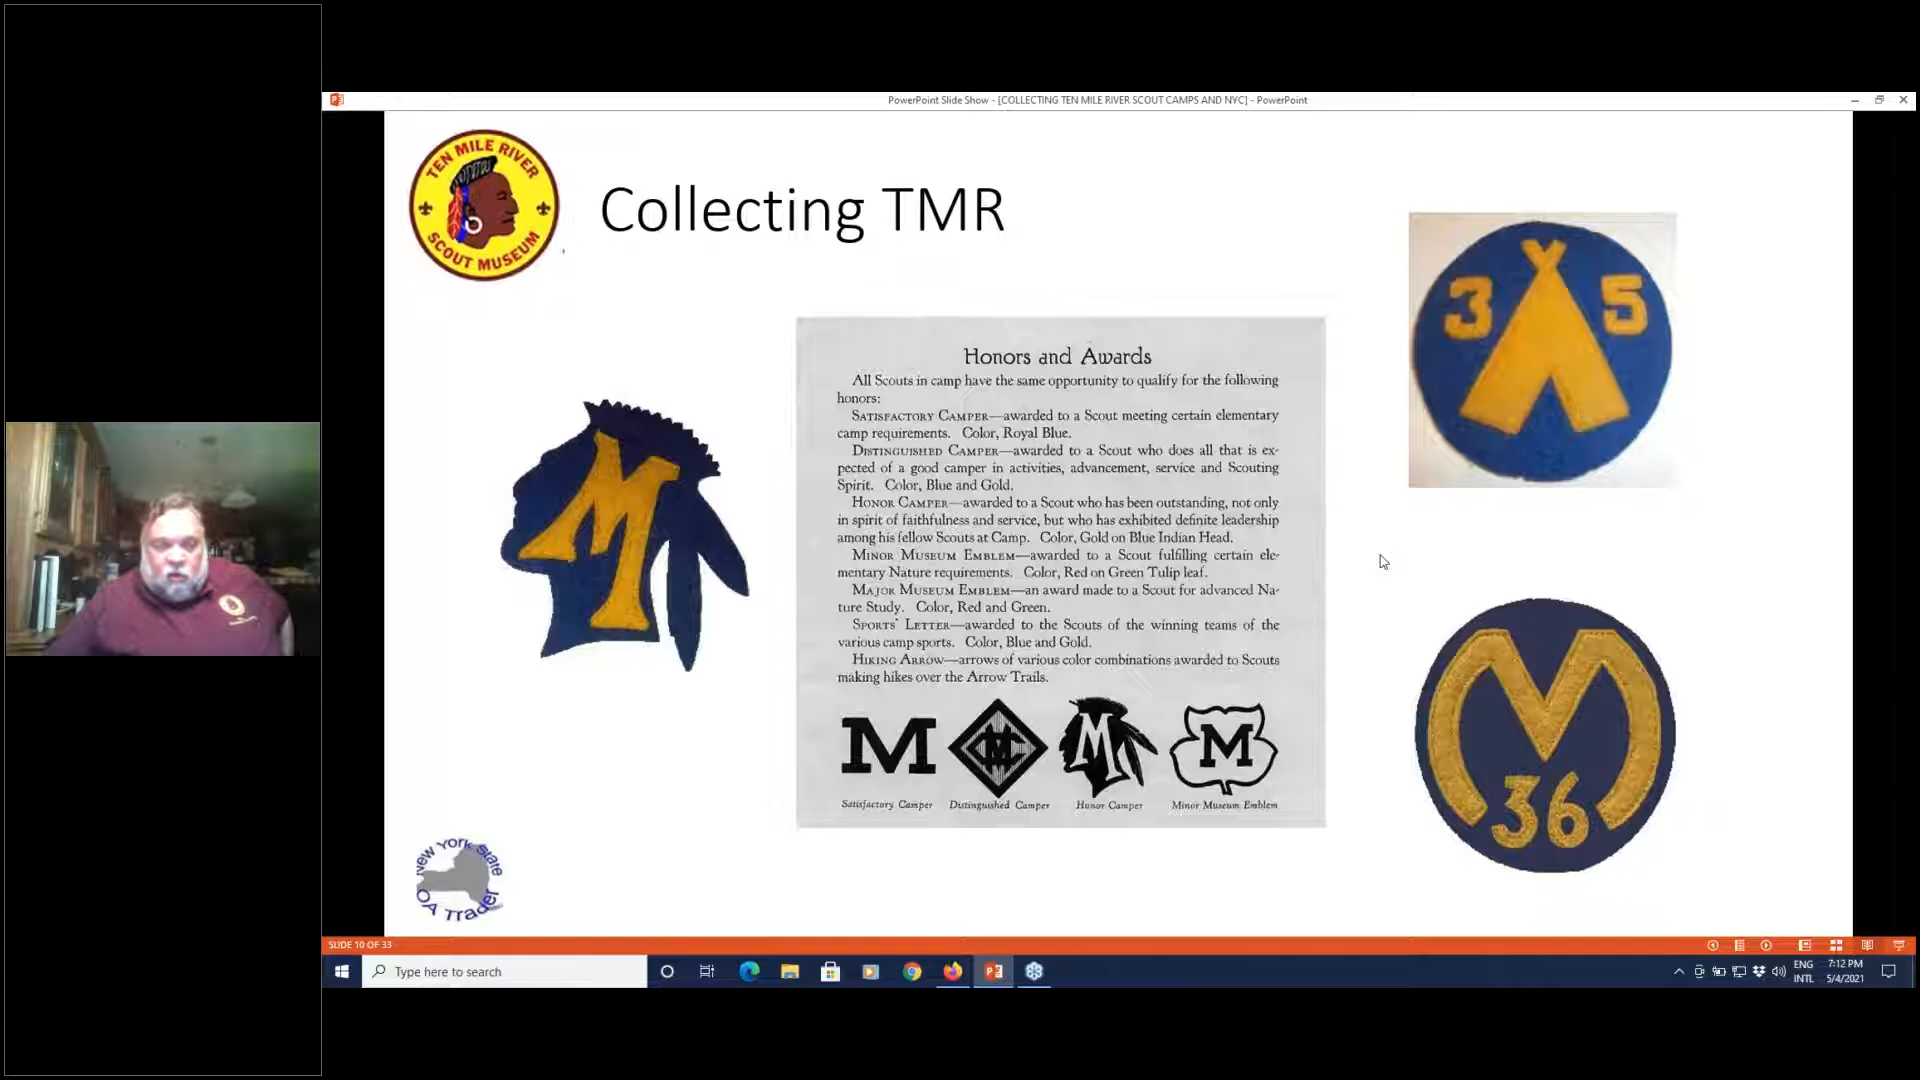 PowerPoint Slide Show - [COLLECTING TEN MILE RIVER SCOUT CAMPS AND NYC] - PowerPoint
TEN MILE RIVER
SCOUT MUSEUM
Collecting TMR
3 5
M
Honors and Awards
All Scouts in camp have the same opportunity to qualify for the following
honors:
SATISFACTORY CAMPER—awarded to a Scout meeting certain elementary
camp requirements. Color, Royal Blue.
DISTINGUISHED CAMPER—awarded to a Scout who does all that is ex-
pected of a good camper in activities, advancement, service and Scouting
Spirit. Color, Blue and Gold.
HONOR CAMPER—awarded to a Scout who has been outstanding, not only
in spirit of faithfulness and service, but who has exhibited definite leadership
among his fellow Scouts at Camp. Color, Gold on Blue Indian Head.
MINOR MUSEUM EMBLEM—awarded to a Scout fulfilling certain ele-
mentary Nature requirements. Color, Red on Green Tulip leaf.
MAJOR MUSEUM EMBLEM—an award made to a Scout for advanced Na-
ture Study. Color, Red and Green.
SPORTS' LETTER—awarded to the Scouts of the winning teams of the
various camp sports. Color, Blue and Gold.
HIKING ARROW—arrows of various color combinations awarded to Scouts
making hikes over the Arrow Trails.
M M M
Satisfactory Camper Distinguished Camper Honor Camper Minor Museum Emblem
M
36
New York State
OA Trader
SLIDE 10 OF 33
Type here to search
ENG 7:12 PM
INTL 5/4/2021